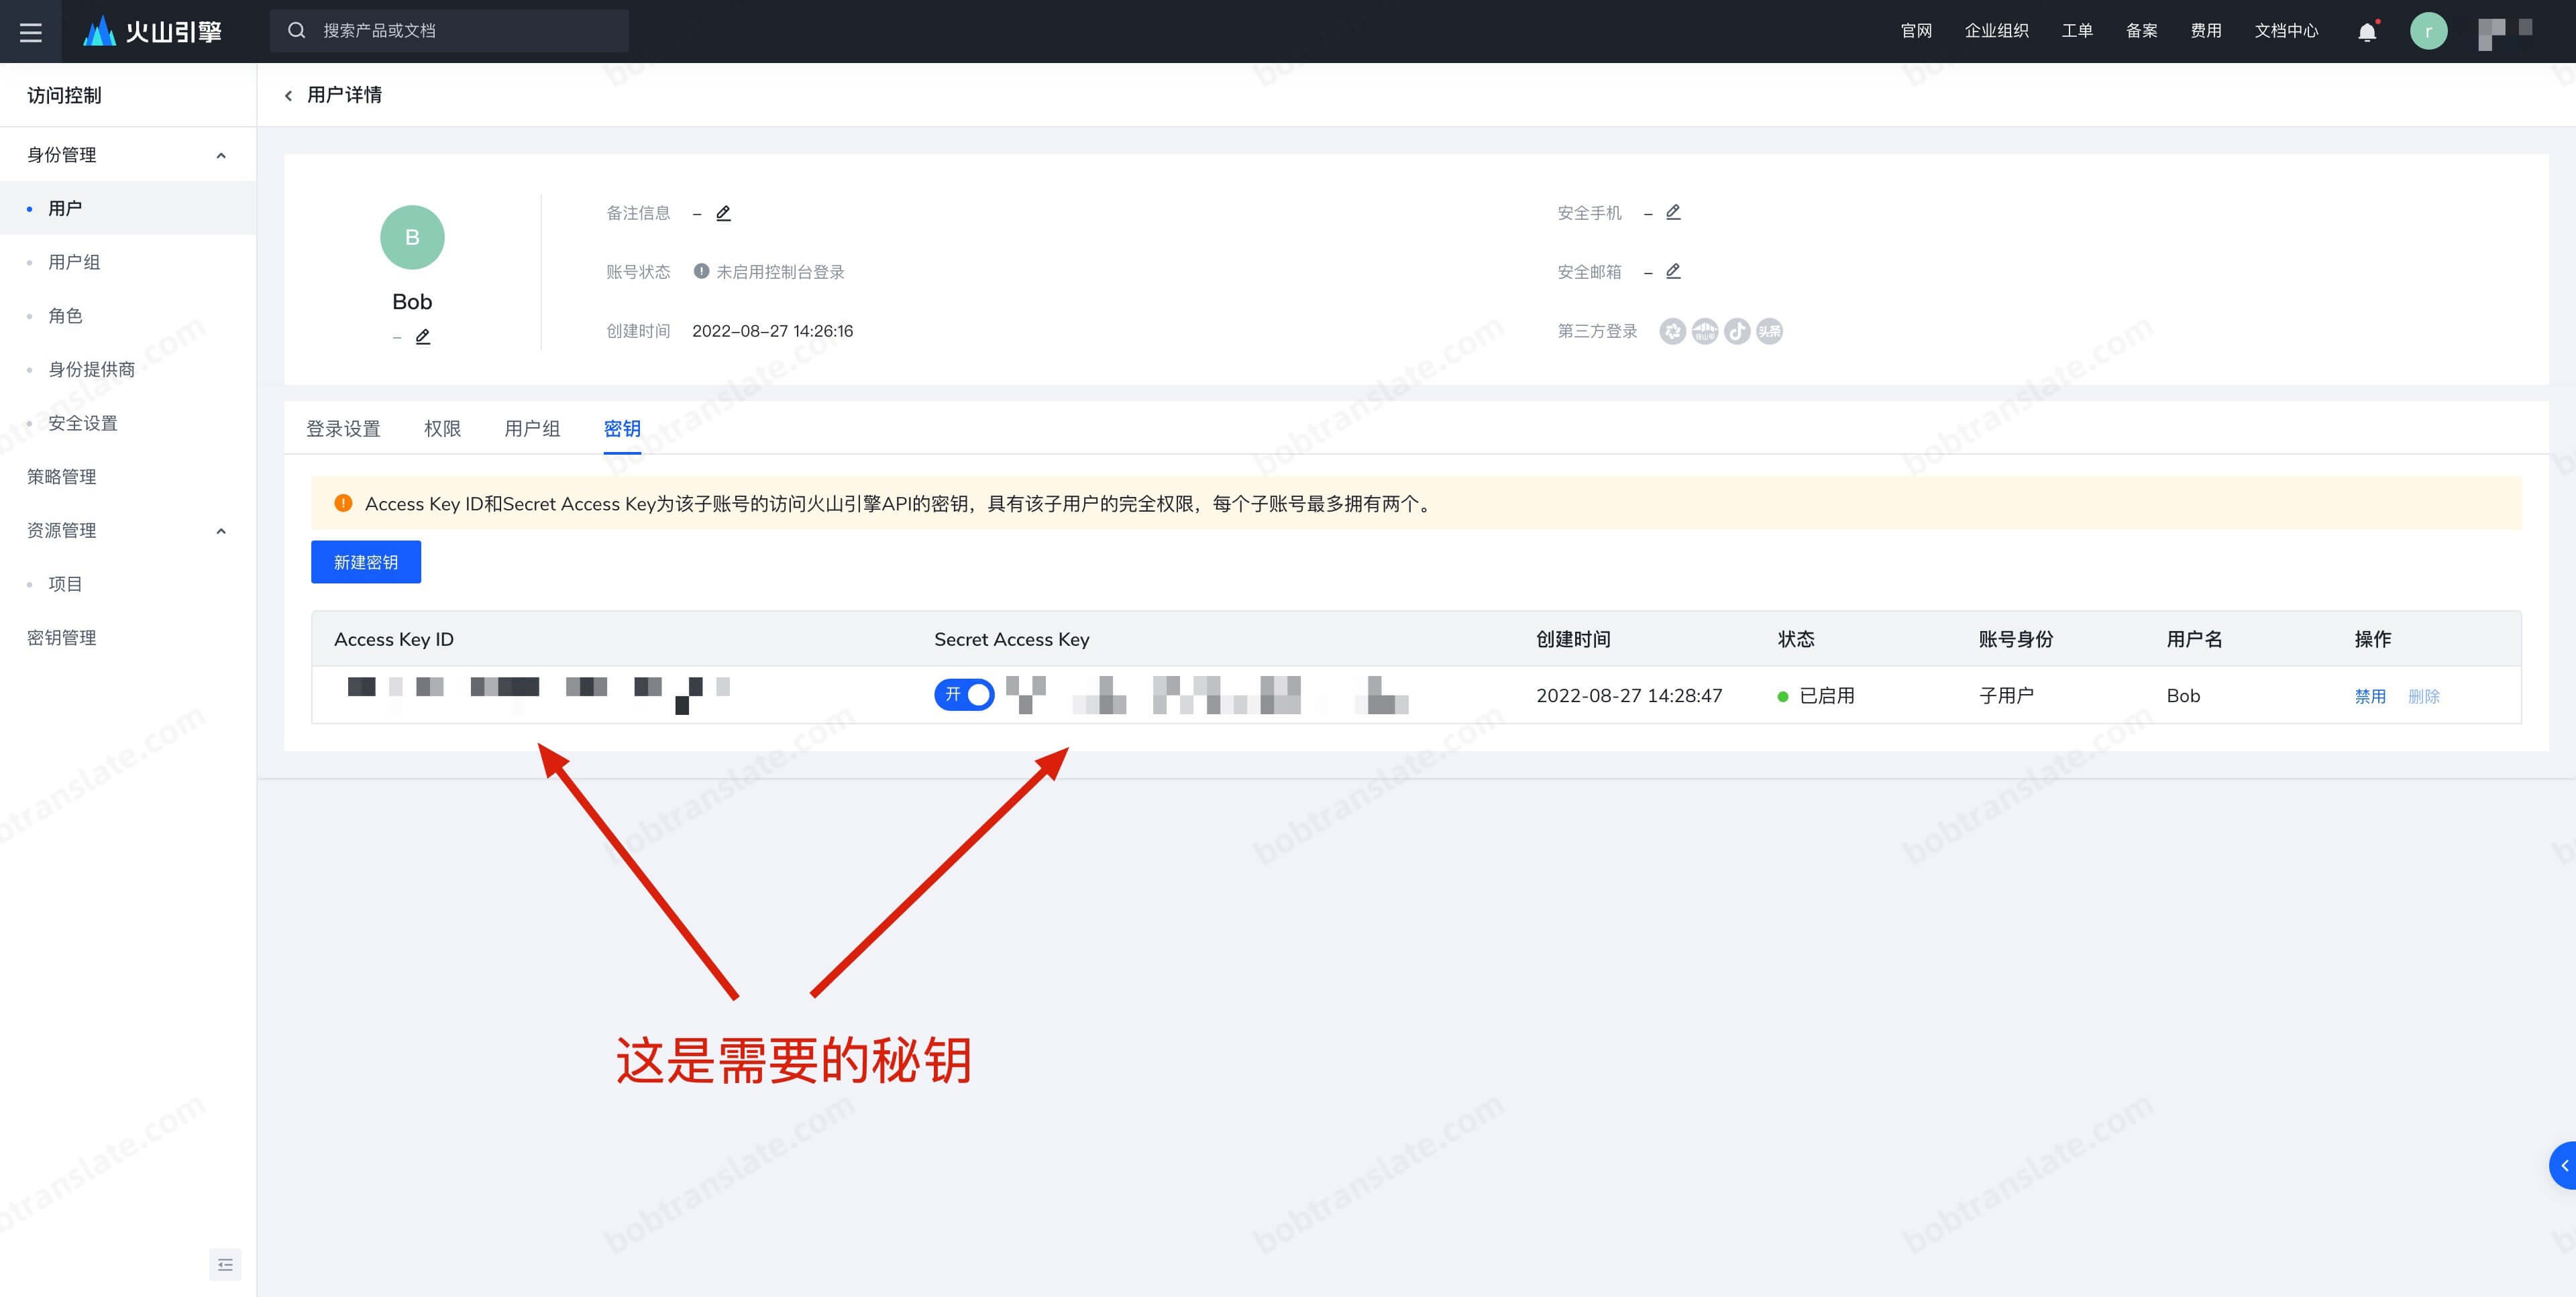 火山引擎
搜索产品或文档
官网 企业组织 工单 备案 费用 文档中心
r
访问控制
用户详情
身份管理
用户
用户组
角色
身份提供商
安全设置
策略管理
资源管理
项目
密钥管理
B
Bob
–
备注信息 –
账号状态 未启用控制台登录
创建时间 2022-08-27 14:26:16
安全手机 –
安全邮箱 –
第三方登录 头条
登录设置 权限 用户组 密钥
Access Key ID和Secret Access Key为该子账号的访问火山引擎API的密钥，具有该子用户的完全权限，每个子账号最多拥有两个。
新建密钥
Access Key ID Secret Access Key 创建时间 状态 账号身份 用户名 操作
开 2022-08-27 14:28:47 已启用 子用户 Bob 禁用 删除
这是需要的秘钥
bobtranslate.com